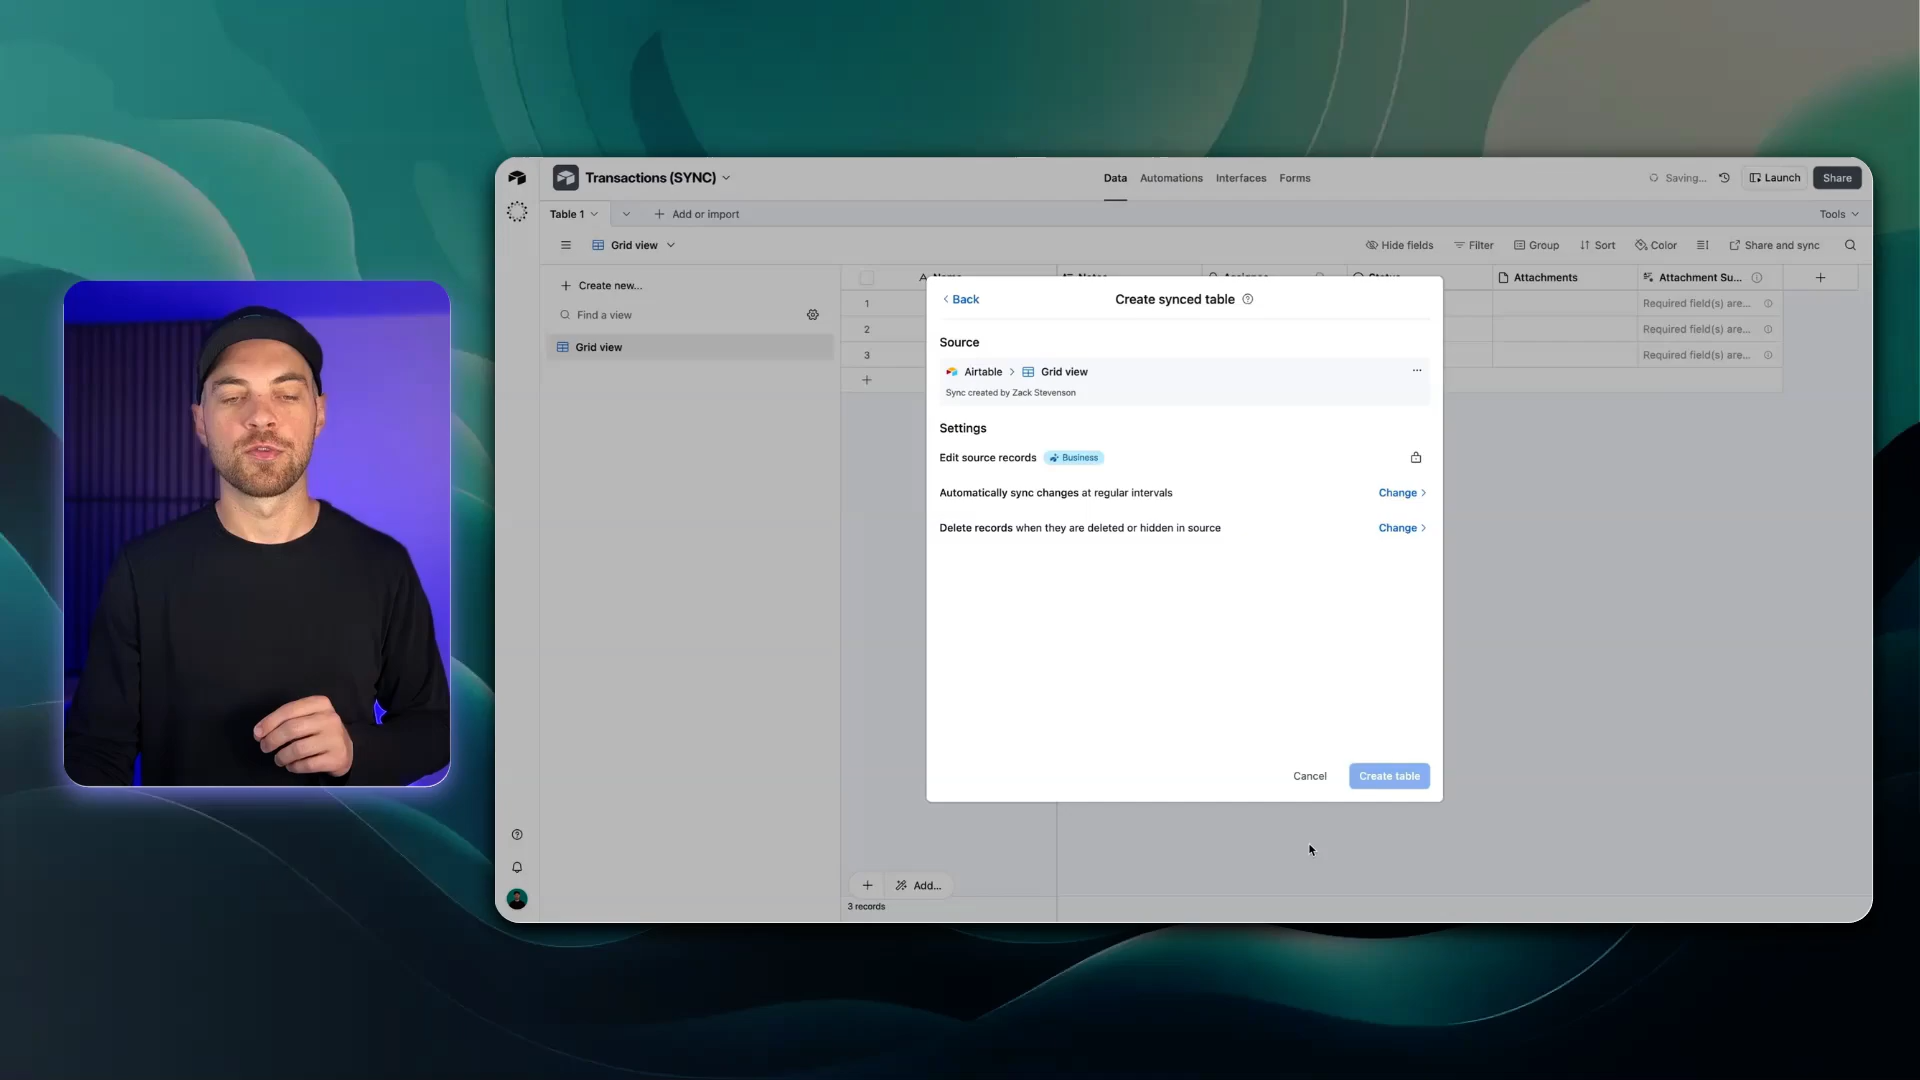 Transactions (SYNC)
Data Automations Interfaces Forms
Saving... Launch Share
Table 1 Add or import Tools
Grid view Hide fields Filter Group Sort Color Share and sync
Create new...
Find a view
Grid view
Name Notes Assignee Status Attachments Attachment Su...
1 Required field(s) are...
2 Required field(s) are...
3 Required field(s) are...
Back Create synced table
Source
Airtable > Grid view
Sync created by Zack Stevenson
Settings
Edit source records Business
Automatically sync changes at regular intervals Change >
Delete records when they are deleted or hidden in source Change >
Cancel Create table
Add...
3 records